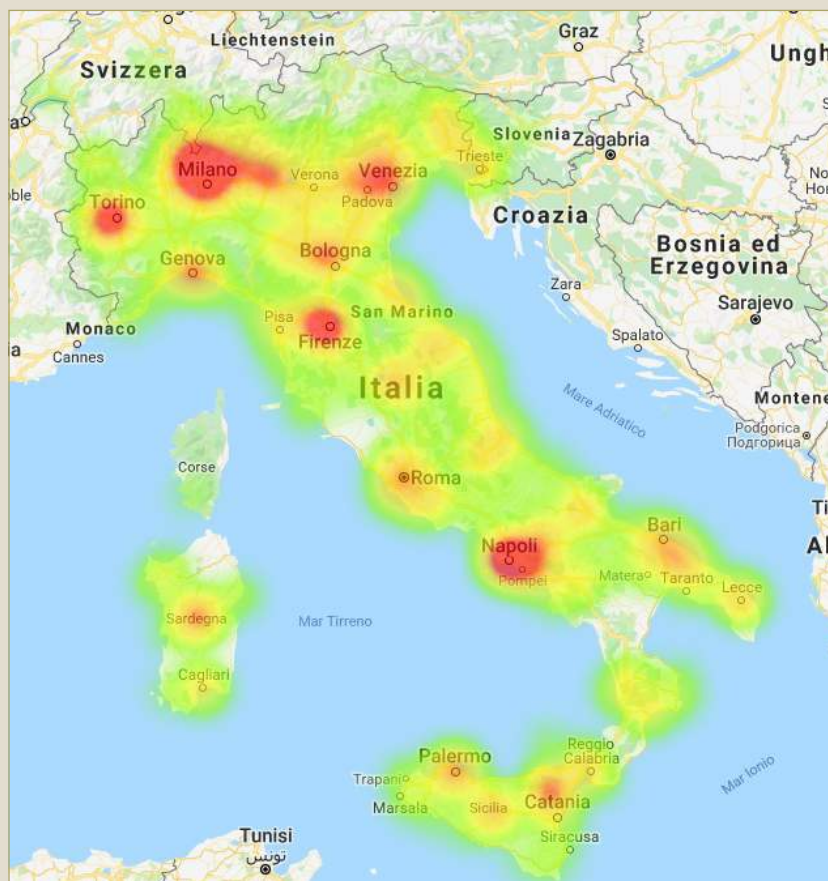 Liechtenstein
Graz
Svizzera
Ungh
Slovenia
Zagabria
Milano
Verona
Venezia
Trieste
Padova
Torino
Croazia
Genova
Bologna
Bosnia ed
Erzegovina
Zara
Pisa
San Marino
Sarajevo
Monaco
Firenze
Spalato
Cannes
Italia
Mare Adriatico
Montene
Podgorica
Подгорица
Corse
Roma
Ti
Bari
Napoli
Al
Pompei
Matera
Taranto
Lecce
Sardegna
Mar Tirreno
Cagliari
Reggio
Calabria
Palermo
Trapani
Mar Ionio
Marsala
Sicilia
Catania
Tunisi
تونس
Siracusa